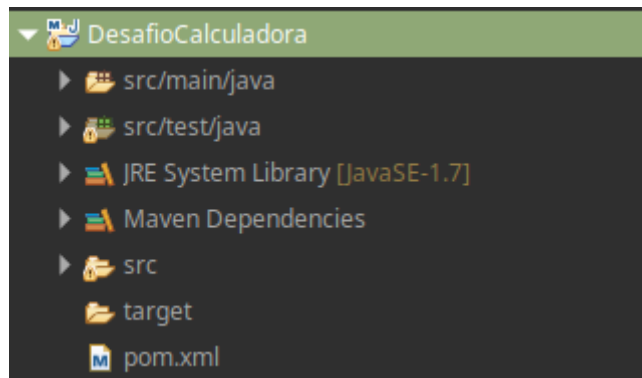 DesafioCalculadora
src/main/java
src/test/java
JRE System Library [JavaSE-1.7]
Maven Dependencies
src
target
pom.xml